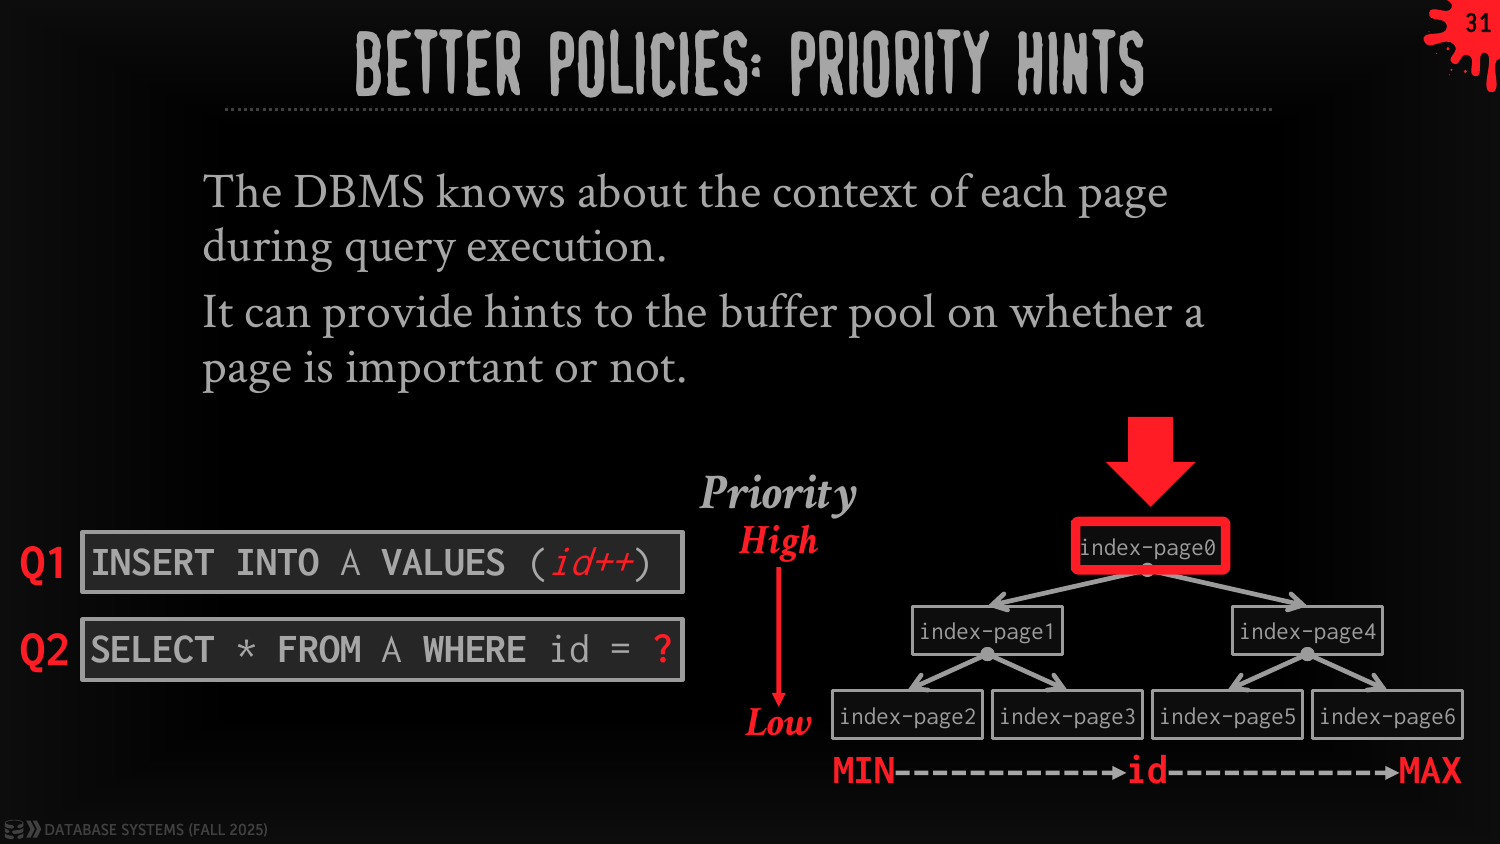 31
BETTER POLICIES: PRIORITY HINTS
The DBMS knows about the context of each page
during query execution.
It can provide hints to the buffer pool on whether a
page is important or not.
Q1 INSERT INTO A VALUES (id++)
Q2 SELECT * FROM A WHERE id = ?
Priority
High
Low
index-page0
index-page1 index-page4
index-page2 index-page3 index-page5 index-page6
MIN id MAX
DATABASE SYSTEMS (FALL 2025)